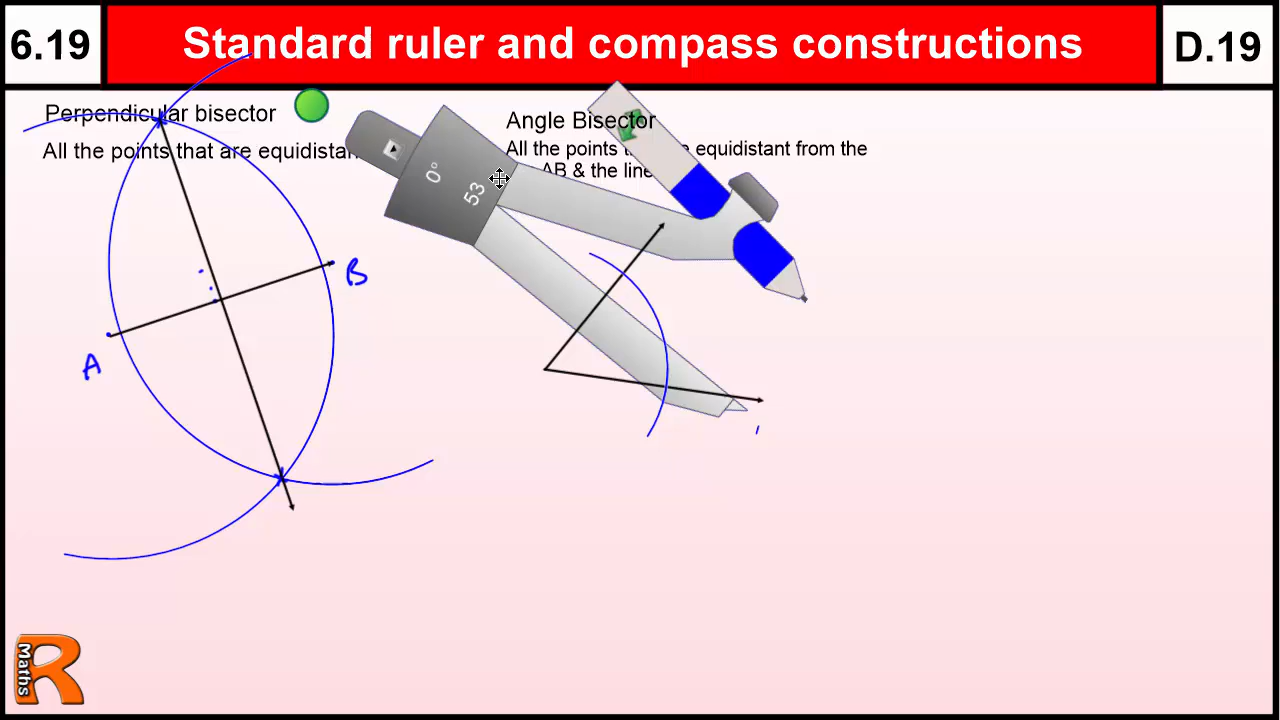 6.19
Standard ruler and compass constructions
D.19
Perpendicular bisector
All the points that are equidistan
Angle Bisector
All the points equidistant from the
AB & the line
0°
53
A
B
R
Maths